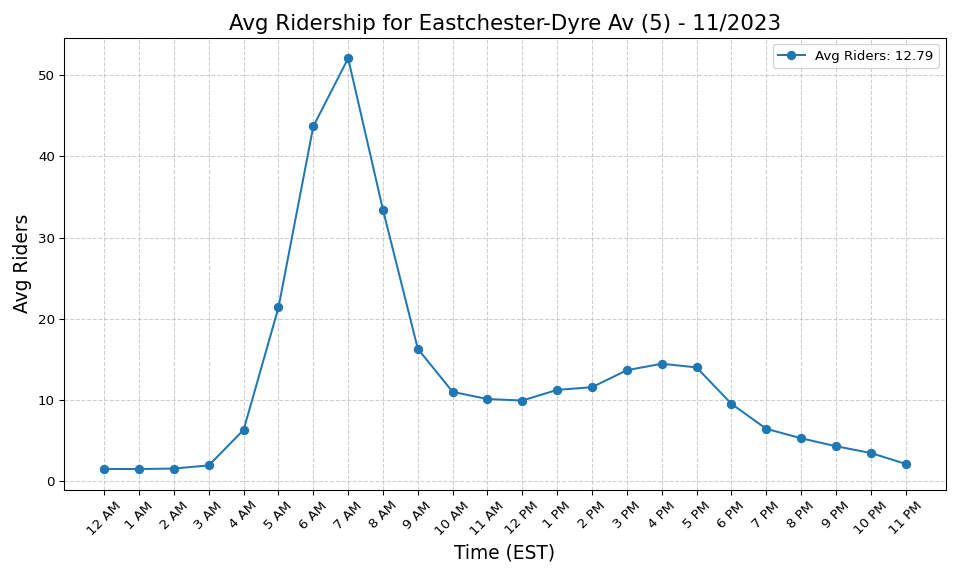 Avg Ridership for Eastchester-Dyre Av (5) - 11/2023
Avg Riders: 12.79
Avg Riders
50
40
30
20
10
0
12 AM
1 AM
2 AM
3 AM
4 AM
5 AM
6 AM
7 AM
8 AM
9 AM
10 AM
11 AM
12 PM
1 PM
2 PM
3 PM
4 PM
5 PM
6 PM
7 PM
8 PM
9 PM
10 PM
11 PM
Time (EST)